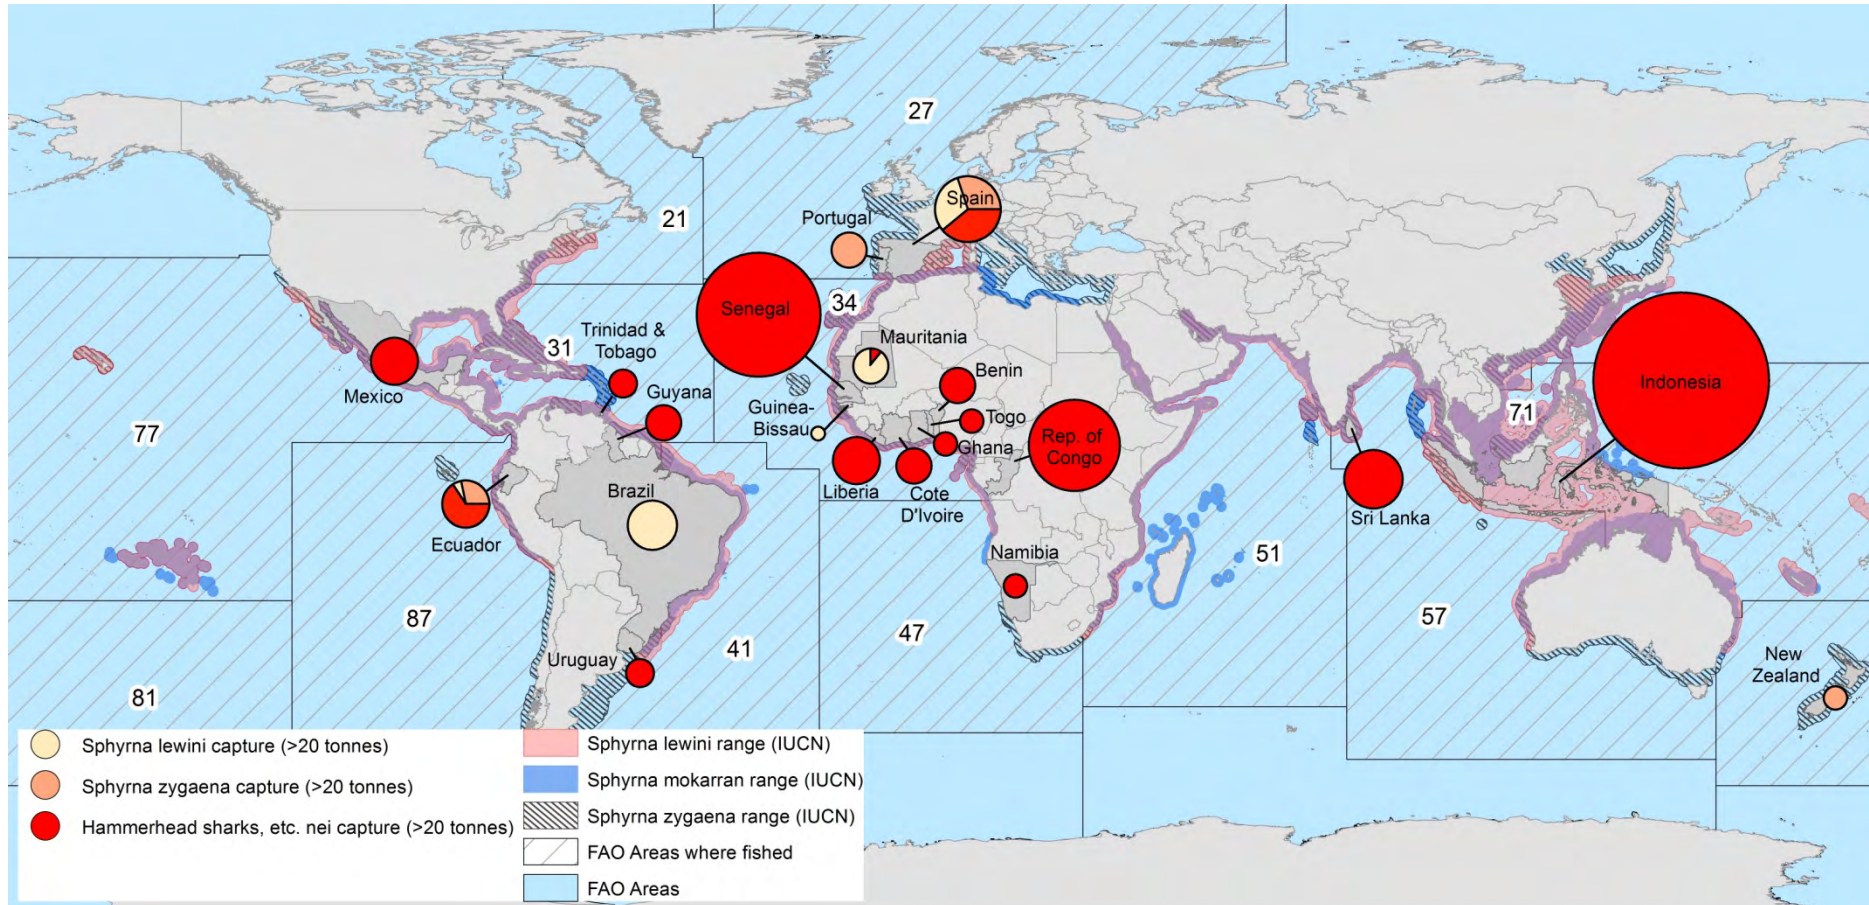 27
Portugal
Spain
21
Senegal
34
Mauritania
Trinidad &
Tobago
31
Guyana
Mexico
Benin
Guinea-
Bissau
Togo
Ghana
Rep. of
Congo
Liberia
Cote
D'Ivoire
Indonesia
71
Sri Lanka
77
Brazil
Ecuador
Namibia
51
87
41
47
57
Uruguay
81
New
Zealand
Sphyrna lewini capture (>20 tonnes)
Sphyrna zygaena capture (>20 tonnes)
Hammerhead sharks, etc. nei capture (>20 tonnes)
Sphyrna lewini range (IUCN)
Sphyrna mokarran range (IUCN)
Sphyrna zygaena range (IUCN)
FAO Areas where fished
FAO Areas